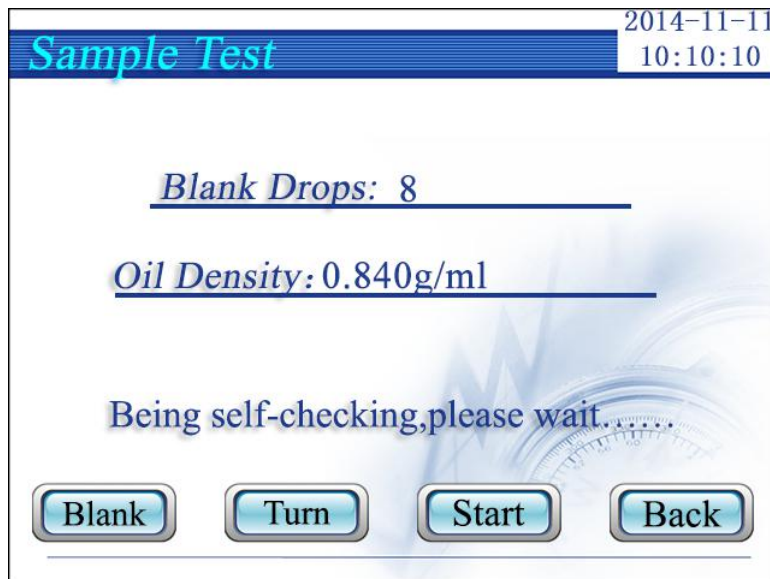 2014-11-11
Sample Test
10:10:10
Blank Drops: 8
Oil Density: 0.840g/ml
Being self-checking,please wait......
Blank
Turn
Start
Back